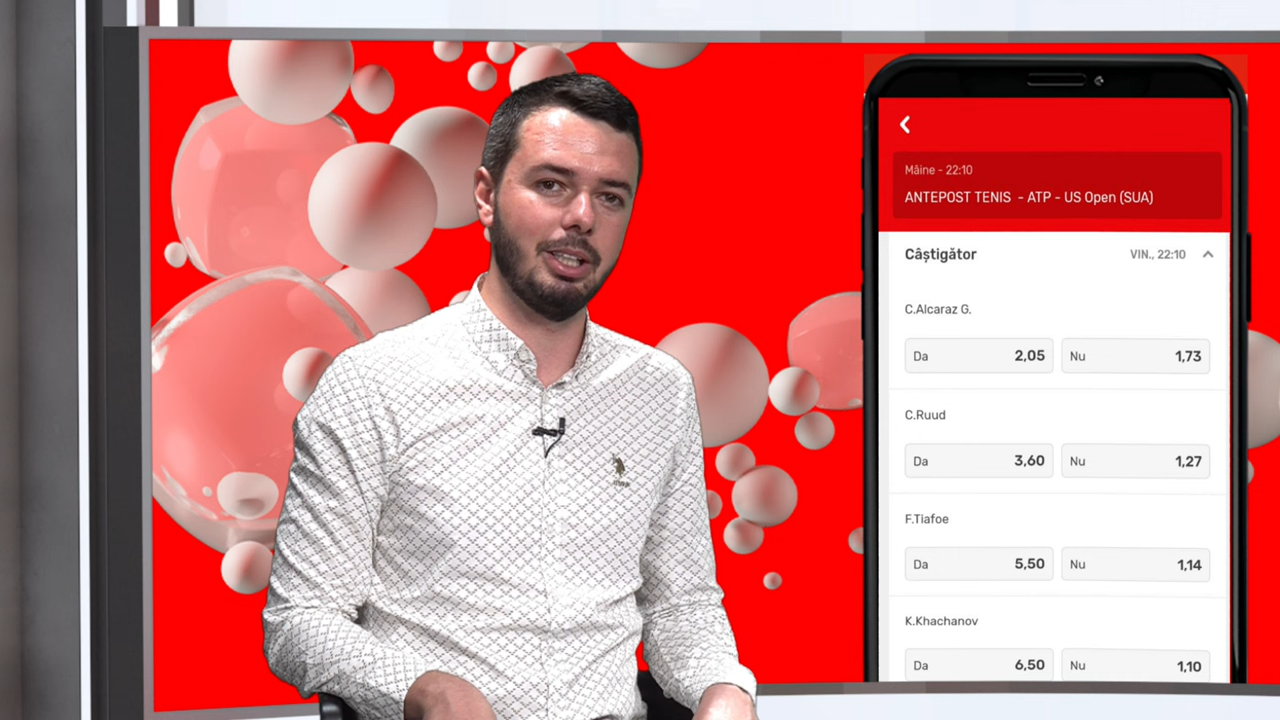 Mâine - 22:10
ANTEPOST TENIS - ATP - US Open (SUA)
Câștigător VIN., 22:10
C.Alcaraz G.
Da 2,05 Nu 1,73
C.Ruud
Da 3,60 Nu 1,27
F.Tiafoe
Da 5,50 Nu 1,14
K.Khachanov
Da 6,50 Nu 1,10